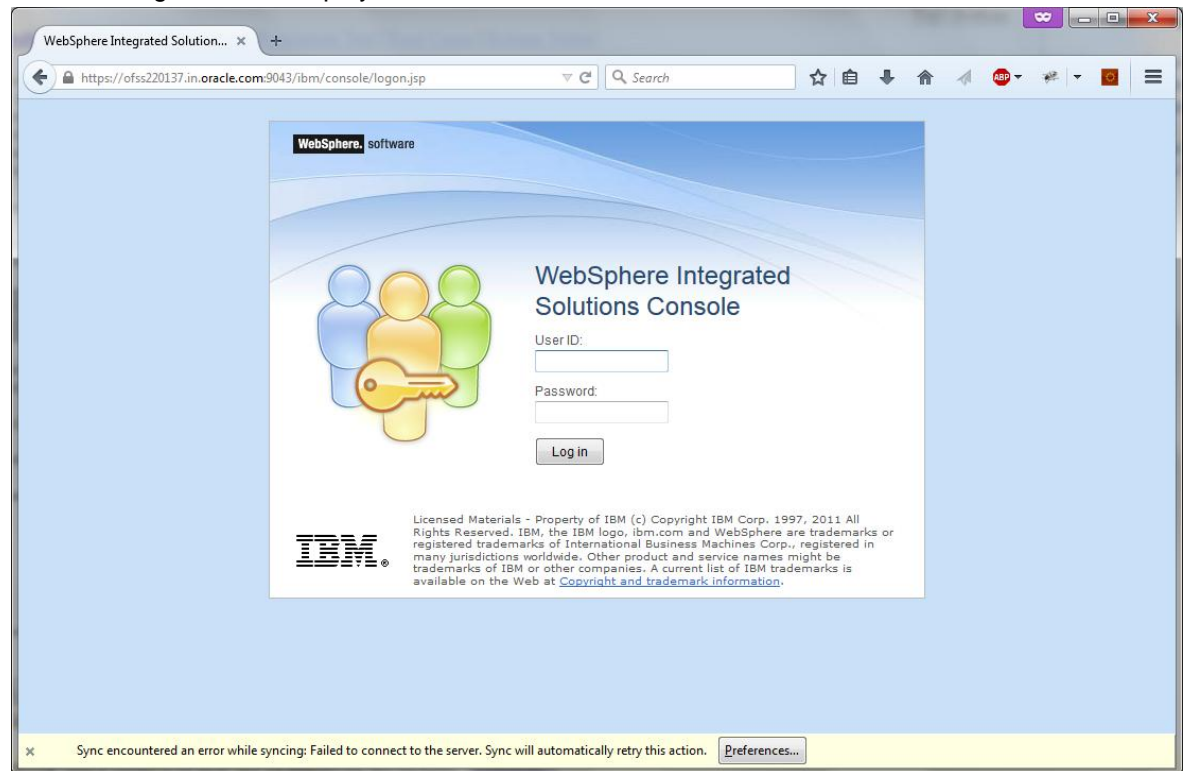 WebSphere Integrated Solution...
https://ofss220137.in.oracle.com:9043/ibm/console/logon.jsp
Search
ABP
WebSphere. software
WebSphere Integrated
Solutions Console
User ID:
Password:
Log in
Licensed Materials - Property of IBM (c) Copyright IBM Corp. 1997, 2011 All
Rights Reserved. IBM, the IBM logo, ibm.com and WebSphere are trademarks or
registered trademarks of International Business Machines Corp., registered in
many jurisdictions worldwide. Other product and service names might be
trademarks of IBM or other companies. A current list of IBM trademarks is
available on the Web at Copyright and trademark information.
IBM®
Sync encountered an error while syncing: Failed to connect to the server. Sync will automatically retry this action.
Preferences...